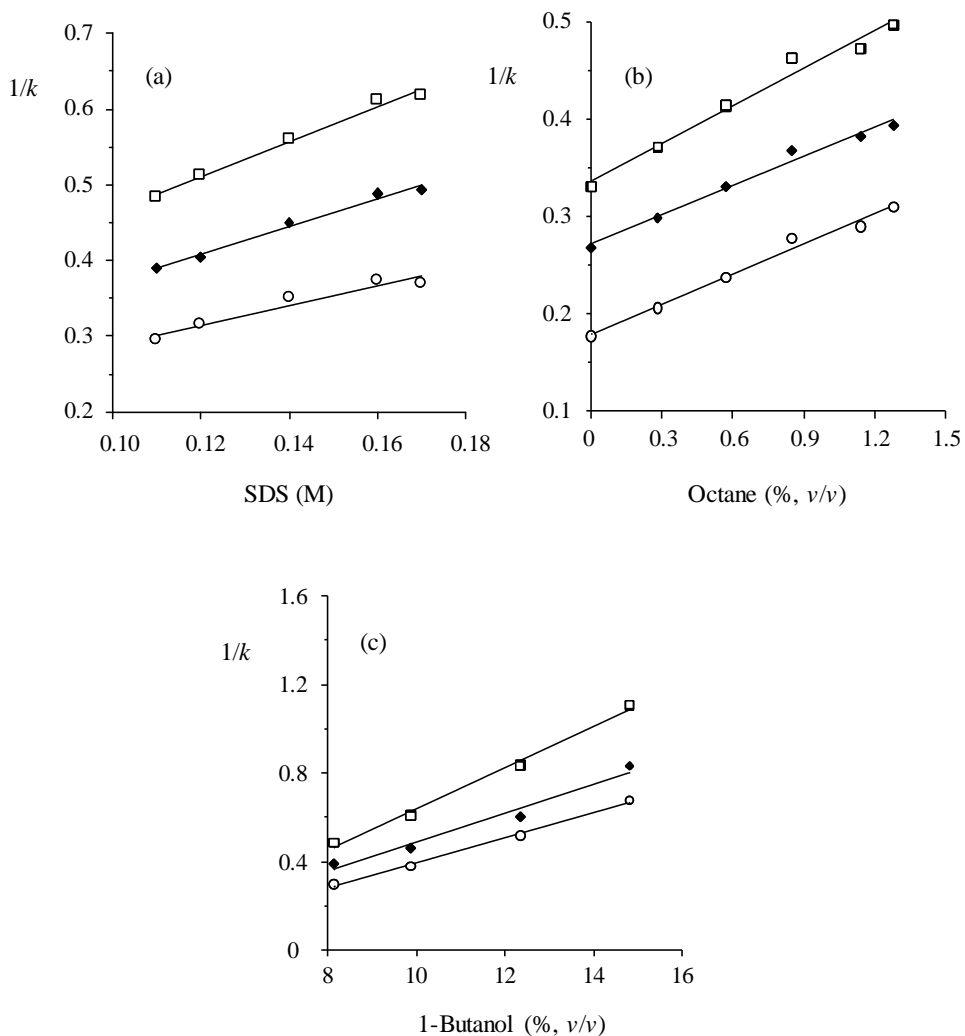 (a)
1/k
0.7
0.6
0.5
0.4
0.3
0.2
0.10 0.12 0.14 0.16 0.18
SDS (M)
(b)
1/k
0.5
0.4
0.3
0.2
0.1
0 0.3 0.6 0.9 1.2 1.5
Octane (%, v/v)
(c)
1/k
1.6
1.2
0.8
0.4
0
8 10 12 14 16
1-Butanol (%, v/v)